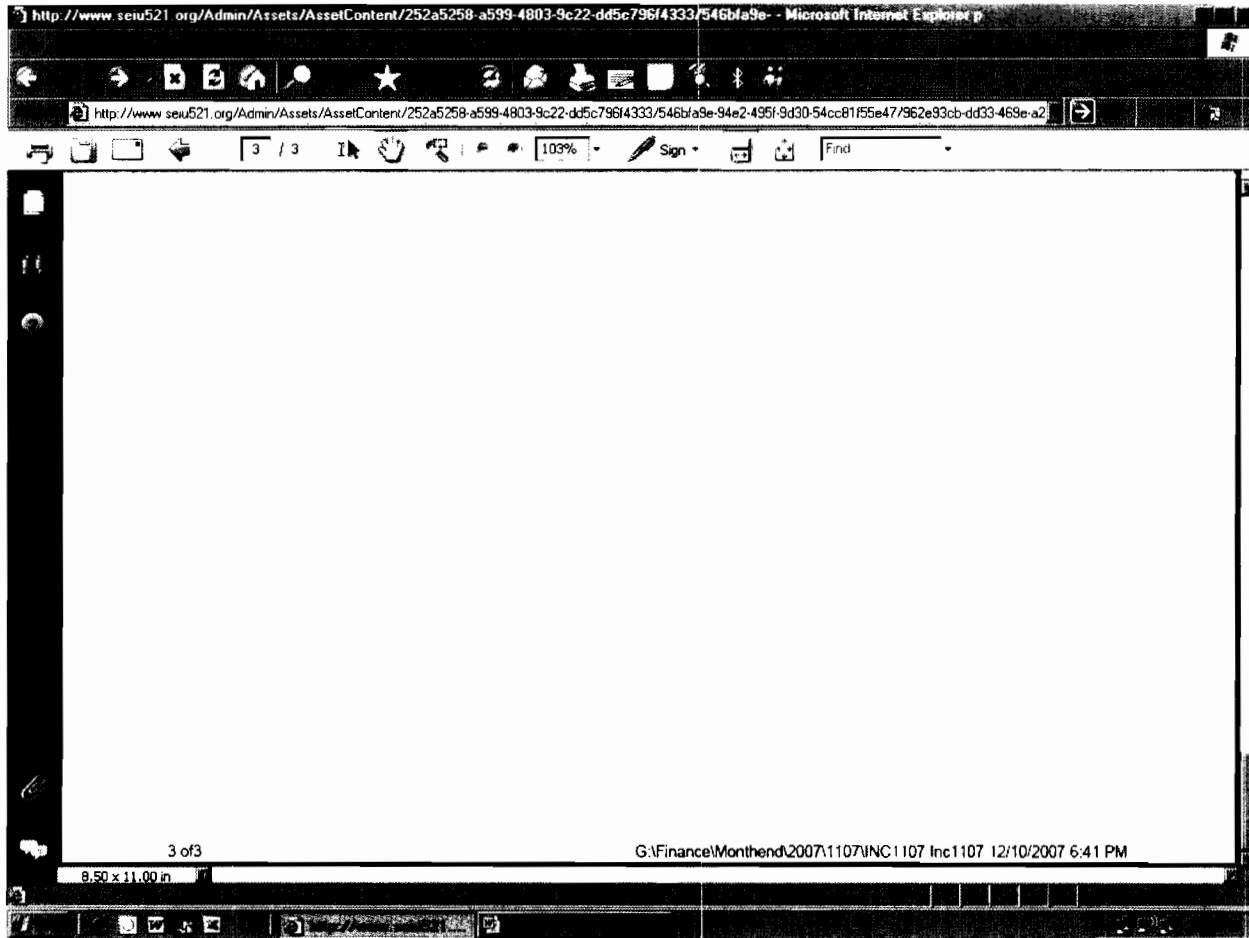 http://www.seiu521.org/Admin/Assets/AssetContent/252a5258-a599-4803-9c22-dd5c796f4333/546bfa9e- - Microsoft Internet Explorer p
http://www.seiu521.org/Admin/Assets/AssetContent/252a5258-a599-4803-9c22-dd5c796f4333/546bfa9e-94e2-495f-9d30-54cc81f55e47/962e93cb-dd33-469e-a2
3 / 3 103% Sign Find
3 of3 G:\Finance\Monthend\2007\1107\INC1107 Inc1107 12/10/2007 6:41 PM
8.50 x 11.00 in